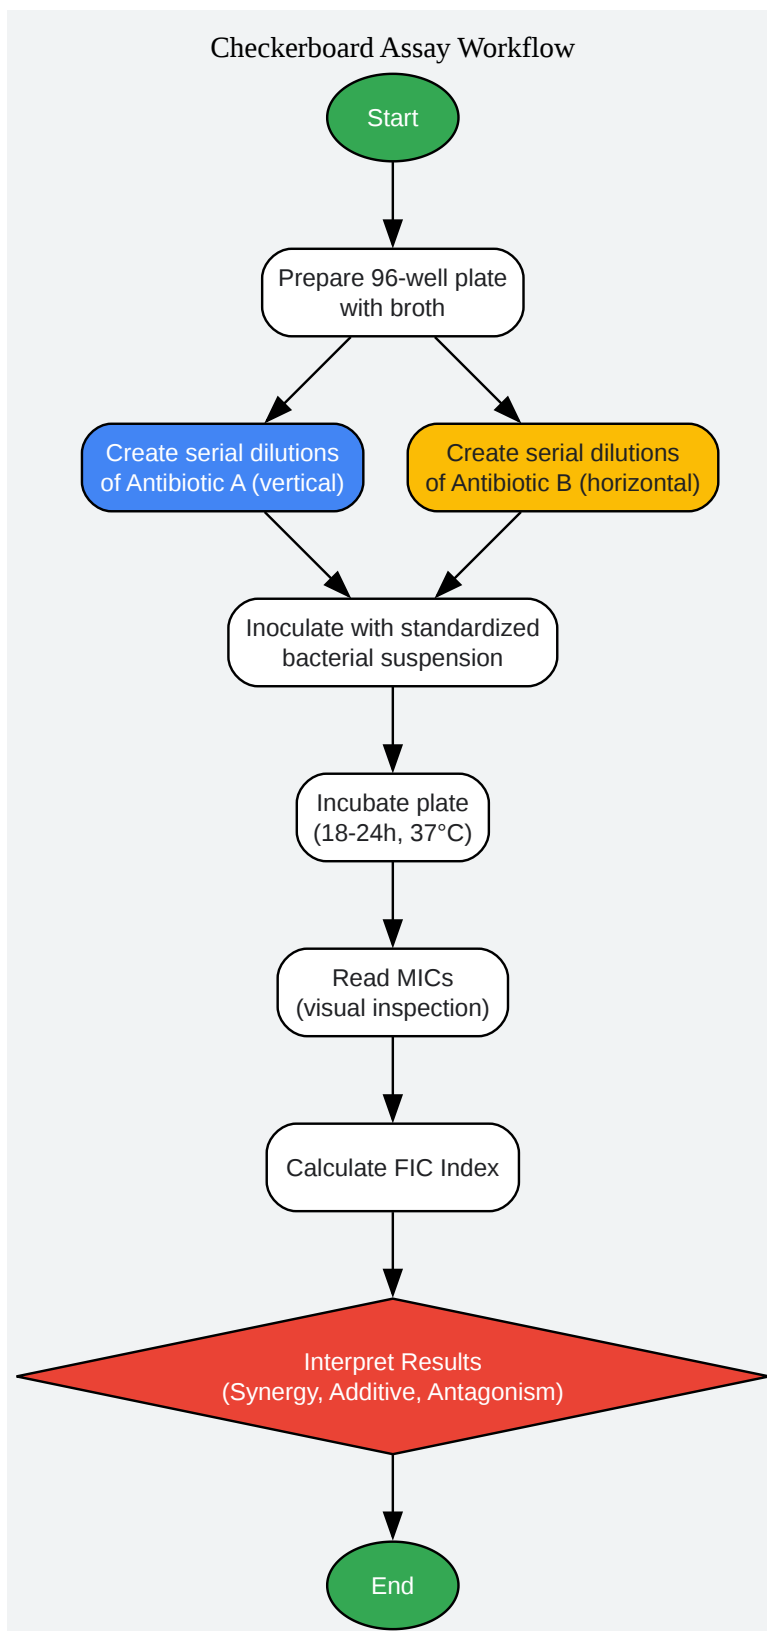 Checkerboard Assay Workflow
Start
Prepare 96-well plate
with broth
Create serial dilutions
of Antibiotic A (vertical)
Create serial dilutions
of Antibiotic B (horizontal)
Inoculate with standardized
bacterial suspension
Incubate plate
(18-24h, 37°C)
Read MICs
(visual inspection)
Calculate FIC Index
Interpret Results
(Synergy, Additive, Antagonism)
End